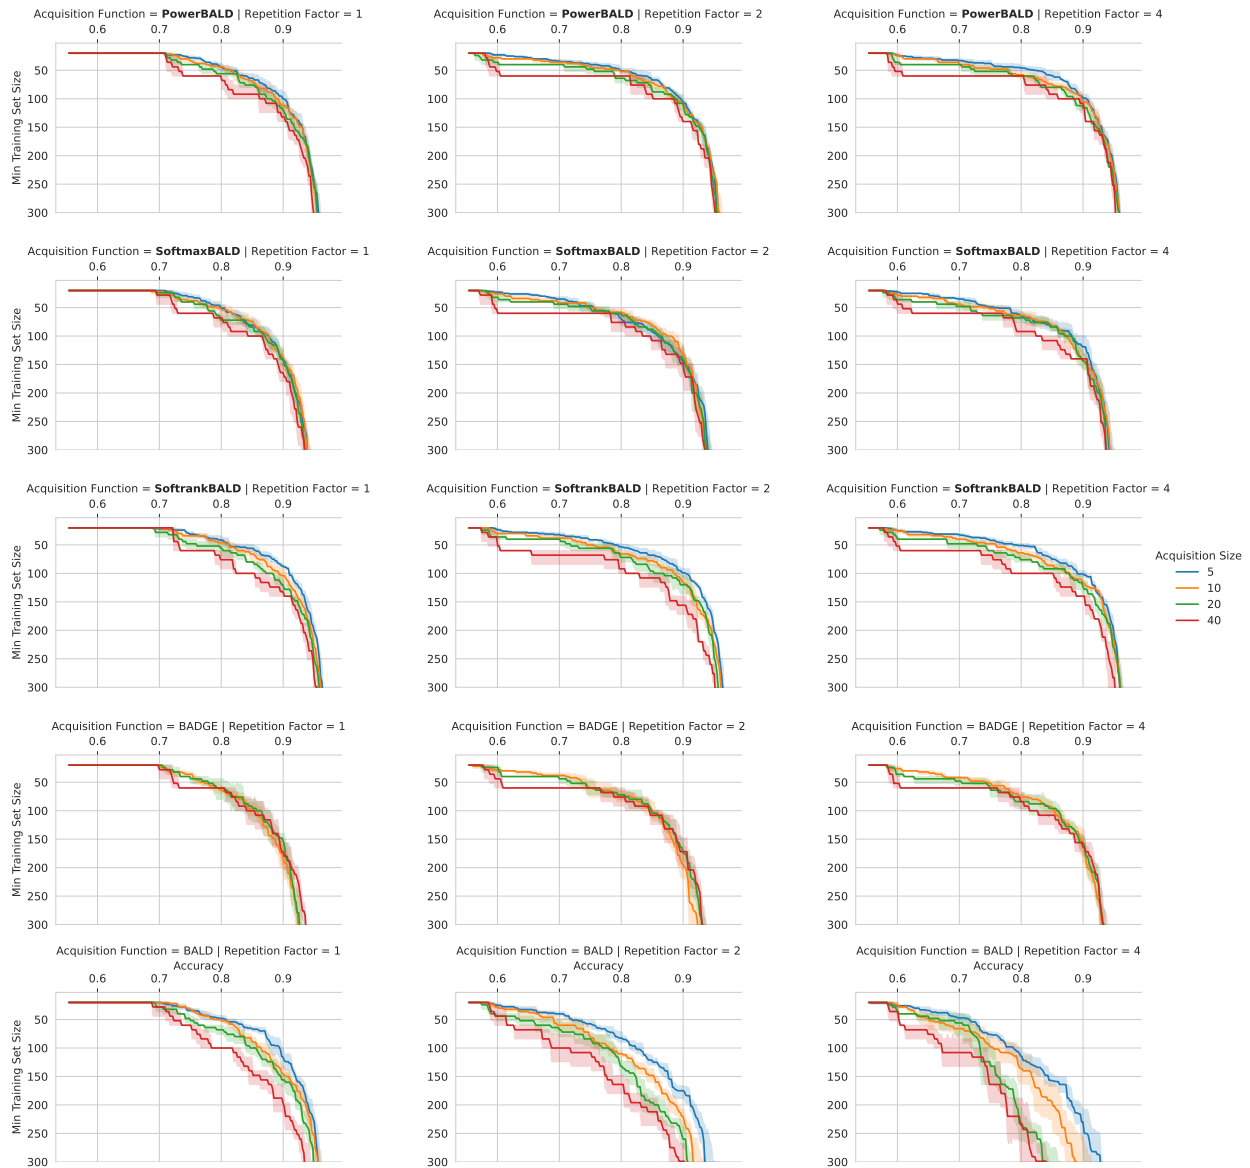 Acquisition Function = PowerBALD | Repetition Factor = 1
0.6 0.7 0.8 0.9
Min Training Set Size
50
100
150
200
250
300
Acquisition Function = PowerBALD | Repetition Factor = 2
0.6 0.7 0.8 0.9
50
100
150
200
250
300
Acquisition Function = PowerBALD | Repetition Factor = 4
0.6 0.7 0.8 0.9
50
100
150
200
250
300
Acquisition Function = SoftmaxBALD | Repetition Factor = 1
0.6 0.7 0.8 0.9
Min Training Set Size
50
100
150
200
250
300
Acquisition Function = SoftmaxBALD | Repetition Factor = 2
0.6 0.7 0.8 0.9
50
100
150
200
250
300
Acquisition Function = SoftmaxBALD | Repetition Factor = 4
0.6 0.7 0.8 0.9
50
100
150
200
250
300
Acquisition Function = SoftrankBALD | Repetition Factor = 1
0.6 0.7 0.8 0.9
Min Training Set Size
50
100
150
200
250
300
Acquisition Function = SoftrankBALD | Repetition Factor = 2
0.6 0.7 0.8 0.9
50
100
150
200
250
300
Acquisition Function = SoftrankBALD | Repetition Factor = 4
0.6 0.7 0.8 0.9
50
100
150
200
250
300
Acquisition Size
5
10
20
40
Acquisition Function = BADGE | Repetition Factor = 1
0.6 0.7 0.8 0.9
Min Training Set Size
50
100
150
200
250
300
Acquisition Function = BADGE | Repetition Factor = 2
0.6 0.7 0.8 0.9
50
100
150
200
250
300
Acquisition Function = BADGE | Repetition Factor = 4
0.6 0.7 0.8 0.9
50
100
150
200
250
300
Acquisition Function = BALD | Repetition Factor = 1
Accuracy
0.6 0.7 0.8 0.9
Min Training Set Size
50
100
150
200
250
300
Acquisition Function = BALD | Repetition Factor = 2
Accuracy
0.6 0.7 0.8 0.9
50
100
150
200
250
300
Acquisition Function = BALD | Repetition Factor = 4
Accuracy
0.6 0.7 0.8 0.9
50
100
150
200
250
300